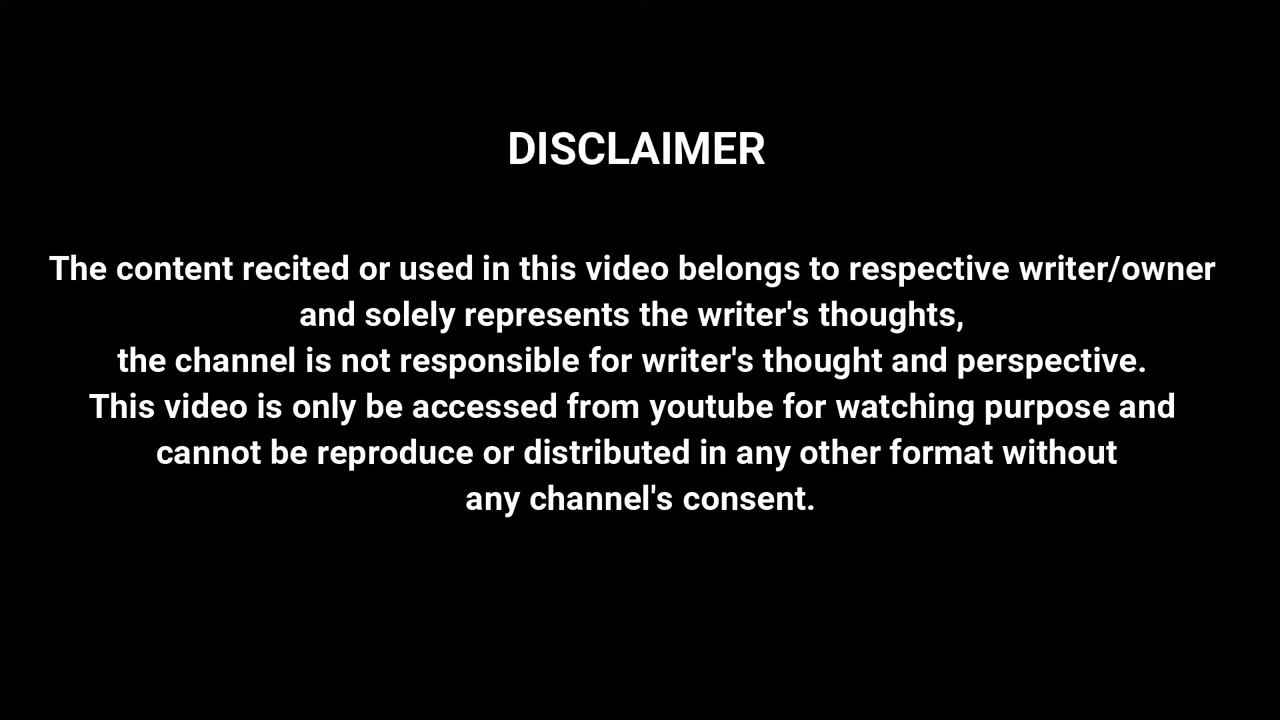 DISCLAIMER
The content recited or used in this video belongs to respective writer/owner
and solely represents the writer's thoughts,
the channel is not responsible for writer's thought and perspective.
This video is only be accessed from youtube for watching purpose and
cannot be reproduce or distributed in any other format without
any channel's consent.